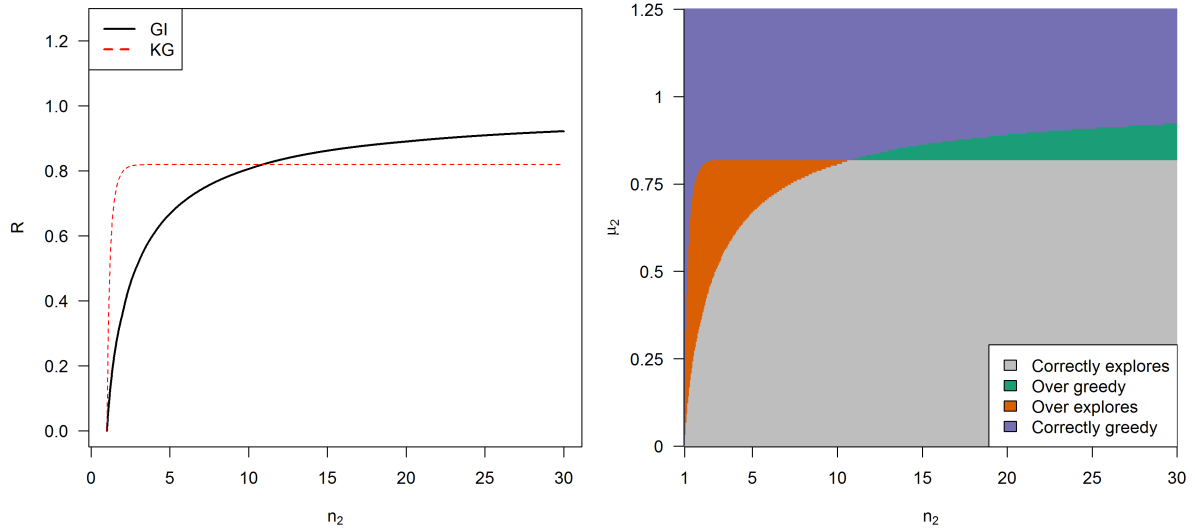 GI
KG
1.2
1.0
0.8
0.6
0.4
0.2
0.0
R
0 5 10 15 20 25 30
n₂
1.25
1
0.75
0.5
0.25
0
μ₂
Correctly explores
Over greedy
Over explores
Correctly greedy
1 5 10 15 20 25 30
n₂